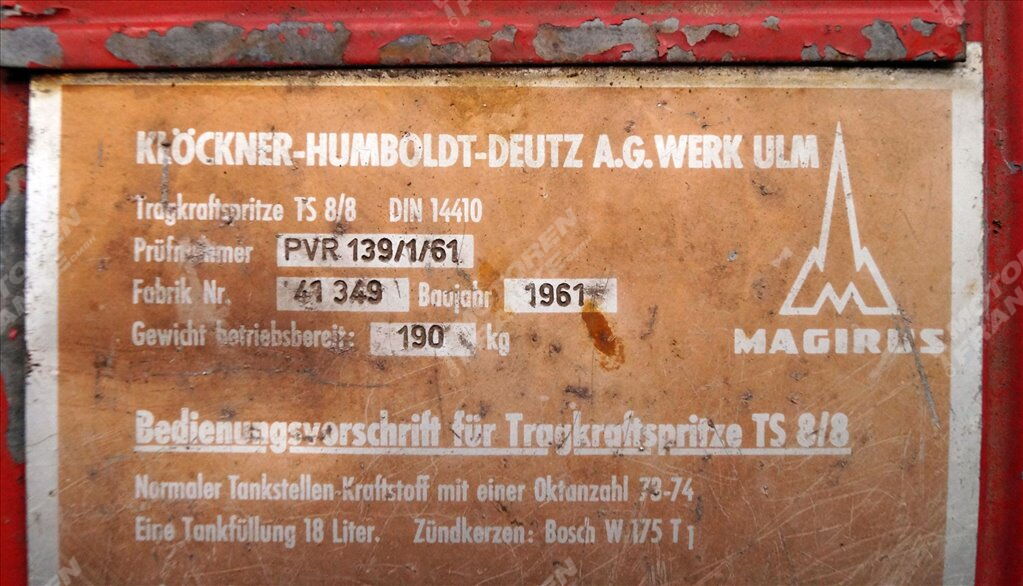 KLÖCKNER-HUMBOLDT-DEUTZ A.G. WERK ULM
Tragkraftspritze TS 8/8 DIN 14410
Prüfnummer PVR 139/1/61
Fabrik Nr. 41 349 Baujahr 1961
Gewicht betriebsbereit: 190 kg
MAGIRUS
Bedienungsvorschrift für Tragkraftspritze TS 8/8
Normaler Tankstellen-Kraftstoff mit einer Oktanzahl 73-74
Eine Tankfüllung 18 Liter. Zündkerzen: Bosch W 175 T 1